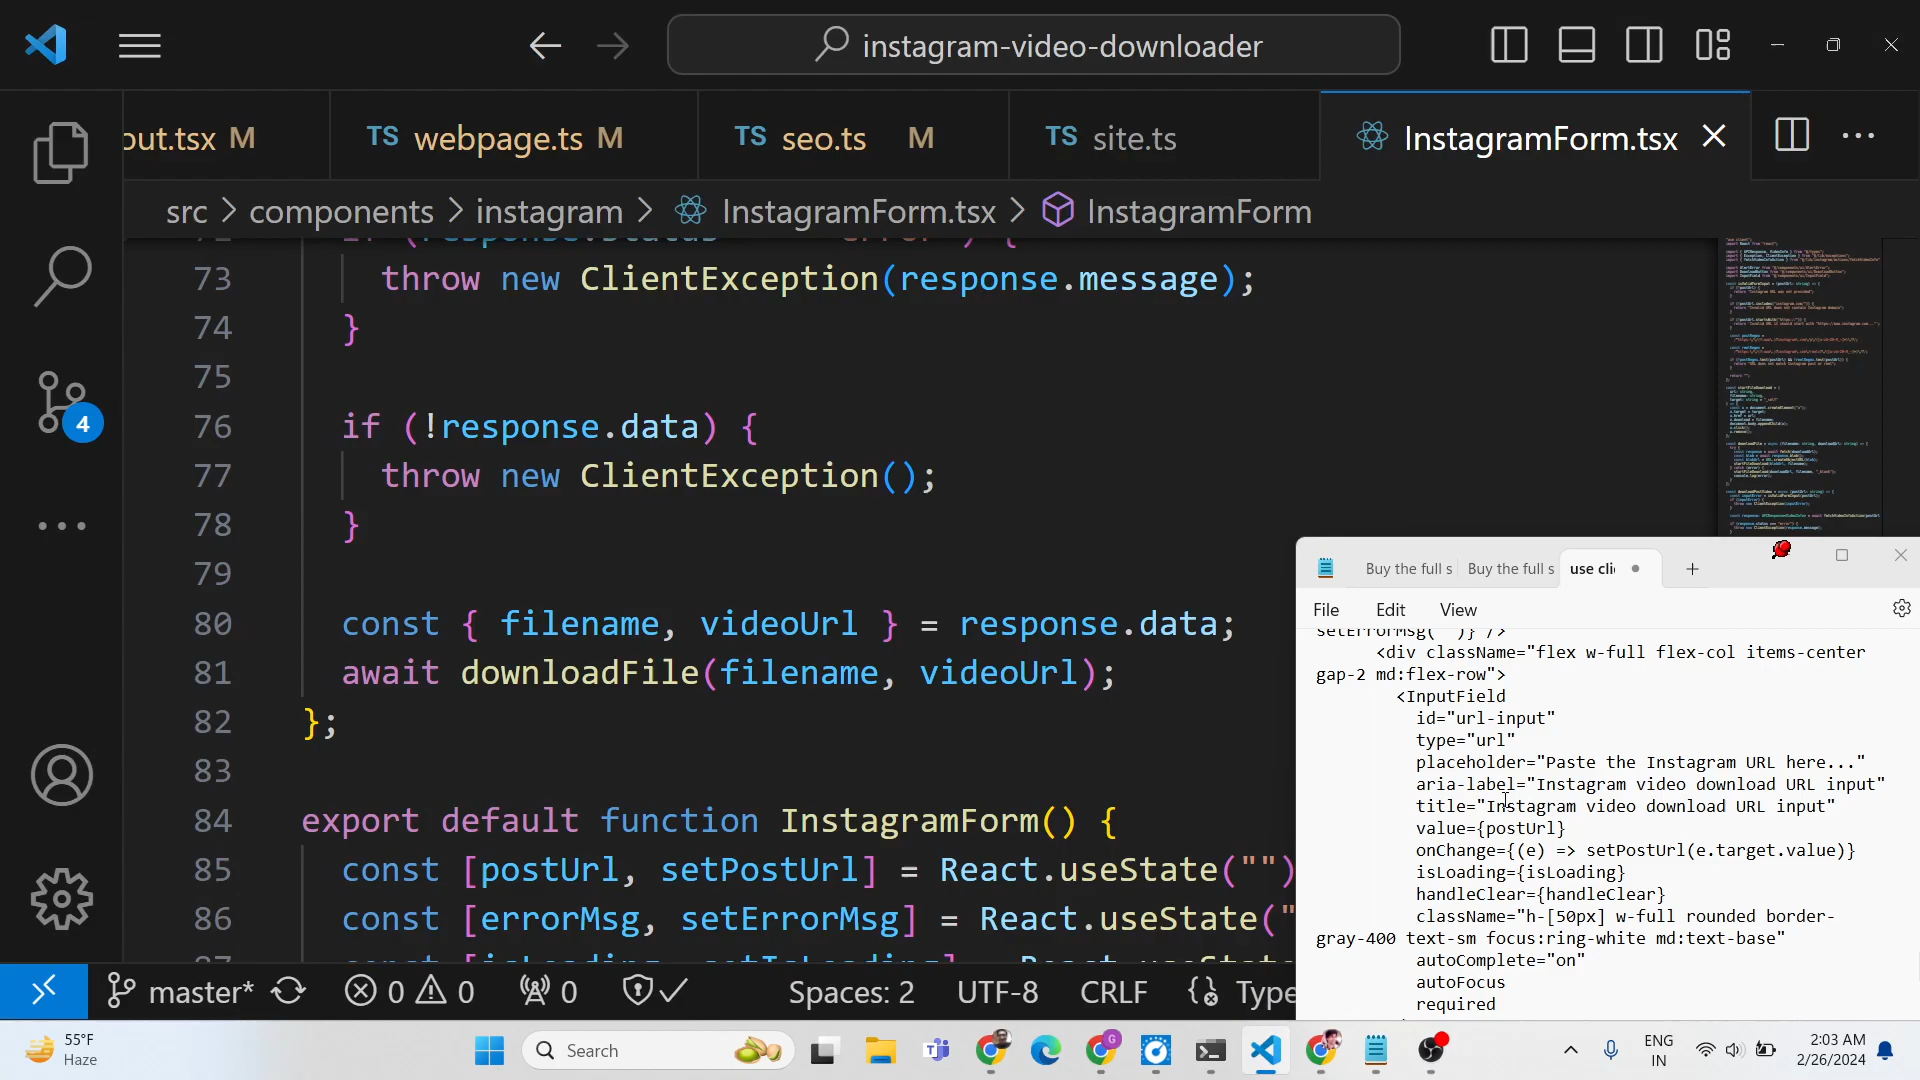 instagram-video-downloader
out.tsx M
TS webpage.ts M
TS seo.ts M
TS site.ts
InstagramForm.tsx
src > components > instagram > InstagramForm.tsx > InstagramForm
73 throw new ClientException(response.message);
74 }
75
76 if (!response.data) {
77 throw new ClientException();
78 }
79
80 const { filename, videoUrl } = response.data;
81 await downloadFile(filename, videoUrl);
82 };
83
84 export default function InstagramForm() {
85 const [postUrl, setPostUrl] = React.useState("")
86 const [errorMsg, setErrorMsg] = React.useState("
4
Buy the full s
Buy the full s
use cli
File Edit View
setErrorMsg("")} />
<div className="flex w-full flex-col items-center
gap-2 md:flex-row">
<InputField
id="url-input"
type="url"
placeholder="Paste the Instagram URL here..."
aria-label="Instagram video download URL input"
title="Instagram video download URL input"
value={postUrl}
onChange={(e) => setPostUrl(e.target.value)}
isLoading={isLoading}
handleClear={handleClear}
className="h-[50px] w-full rounded border-
gray-400 text-sm focus:ring-white md:text-base"
autoComplete="on"
autoFocus
required
master* 0 0 0 Spaces: 2 UTF-8 CRLF Type
55°F
Haze
Search
ENG
IN
2:03 AM
2/26/2024